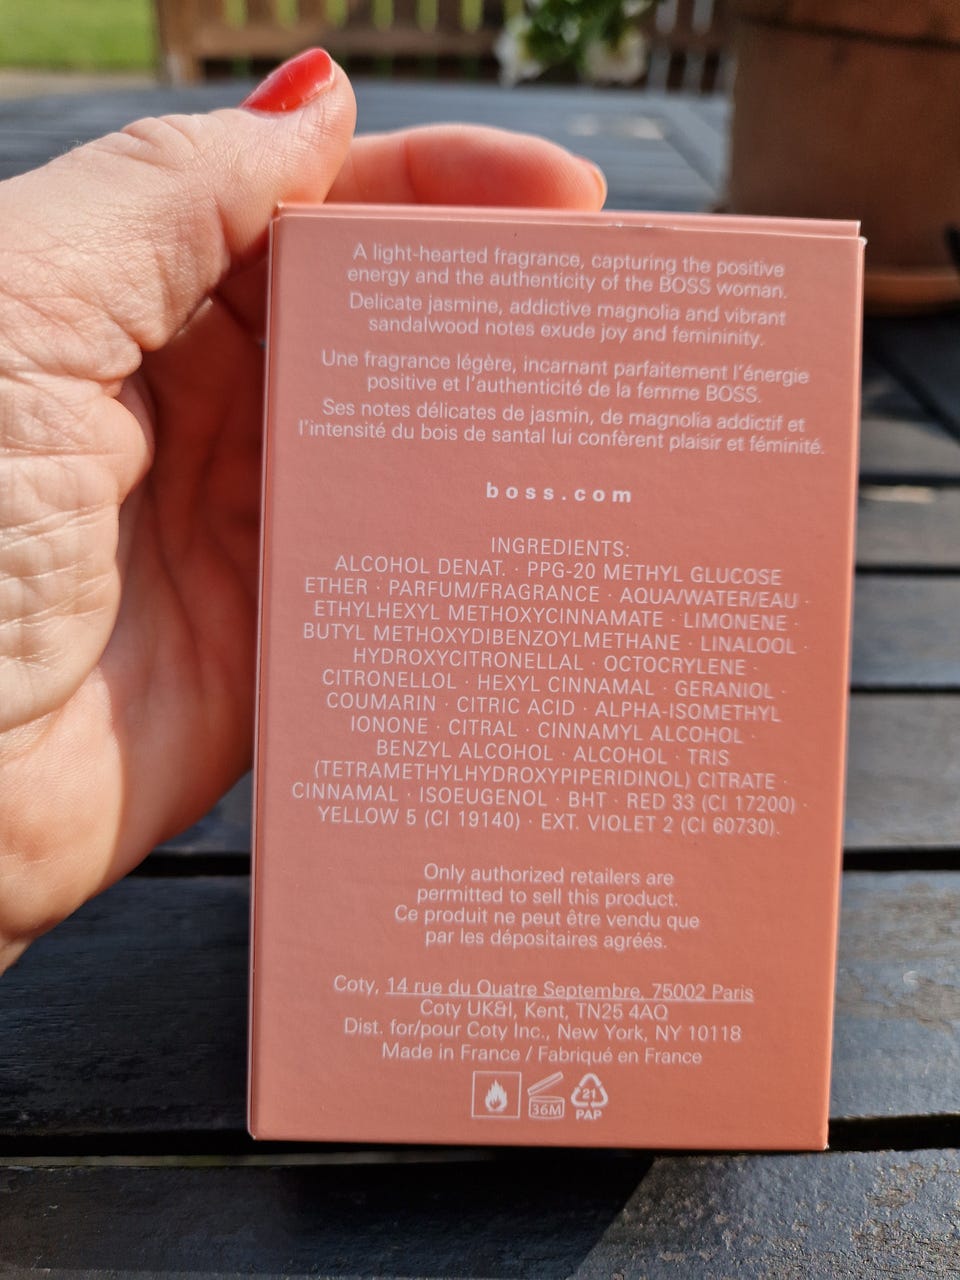 A light-hearted fragrance, capturing the positive
energy and the authenticity of the BOSS woman.
Delicate jasmine, addictive magnolia and vibrant
sandalwood notes exude joy and femininity.
Une fragrance légère, incarnant parfaitement l'énergie
positive et l'authenticité de la femme BOSS.
Ses notes délicates de jasmin, de magnolia addictif et
l'intensité du bois de santal lui confèrent plaisir et féminité.
boss.com
INGREDIENTS:
ALCOHOL DENAT. · PPG-20 METHYL GLUCOSE
ETHER · PARFUM/FRAGRANCE · AQUA/WATER/EAU ·
ETHYLHEXYL METHOXYCINNAMATE · LIMONENE ·
BUTYL METHOXYDIBENZOYLMETHANE · LINALOOL ·
HYDROXYCITRONELLAL · OCTOCRYLENE ·
CITRONELLOL · HEXYL CINNAMAL · GERANIOL ·
COUMARIN · CITRIC ACID · ALPHA-ISOMETHYL
IONONE · CITRAL · CINNAMYL ALCOHOL ·
BENZYL ALCOHOL · ALCOHOL · TRIS
(TETRAMETHYLHYDROXYPIPERIDINOL) CITRATE ·
CINNAMAL · ISOEUGENOL · BHT · RED 33 (CI 17200) ·
YELLOW 5 (CI 19140) · EXT. VIOLET 2 (CI 60730).
Only authorized retailers are
permitted to sell this product.
Ce produit ne peut être vendu que
par les dépositaires agréés.
Coty, 14 rue du Quatre Septembre, 75002 Paris
Coty UK&I, Kent, TN25 4AQ
Dist. for/pour Coty Inc., New York, NY 10118
Made in France / Fabriqué en France
36M
21
PAP